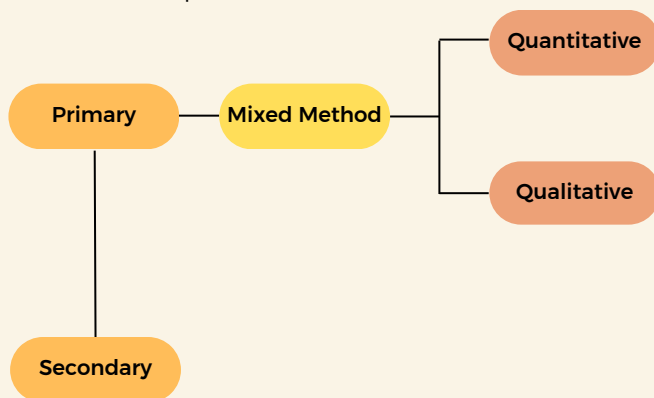 Quantitative
Primary
Mixed Method
Qualitative
Secondary